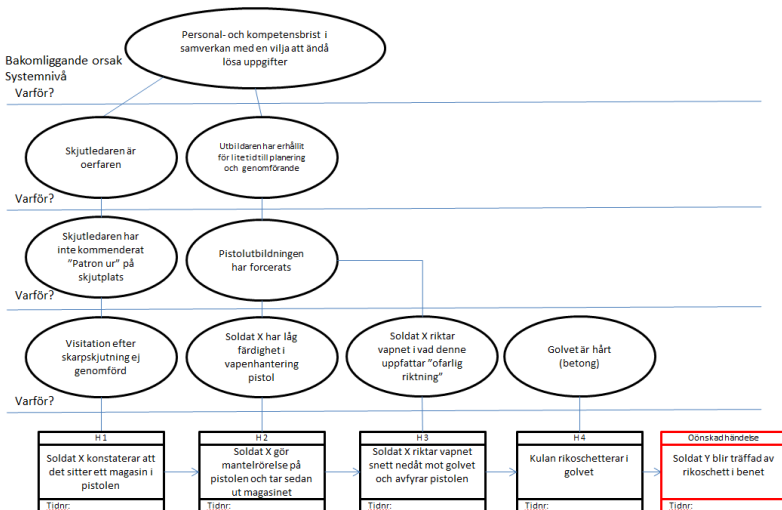 Personal- och kompetensbrist i
samverkan med en vilja att ändå
lösa uppgifter
Bakomliggande orsak
Systemnivå
Varför?
Skjutledaren är
oerfaren
Utbildaren har erhållit
för lite tid till planering
och genomförande
Varför?
Skjutledaren har
inte kommenderat
"Patron ur" på
skjutplats
Pistolutbildningen
har forcerats
Varför?
Visitation efter
skarpskjutning ej
genomförd
Soldat X har låg
färdighet i
vapenhantering
pistol
Soldat X riktar
vapnet i vad denne
uppfattar "ofarlig
riktning"
Golvet är hårt
(betong)
Varför?
H 1
Soldat X konstaterar att
det sitter ett magasin i
pistolen
Tidnr:
H 2
Soldat X gör
mantelrörelse på
pistolen och tar sedan
ut magasinet
Tidnr:
H 3
Soldat X riktar vapnet
snett nedåt mot golvet
och avfyrar pistolen
Tidnr:
H 4
Kulan rikoschetterar i
golvet
Tidnr:
Oönskad händelse
Soldat Y blir träffad av
rikoschett i benet
Tidnr: